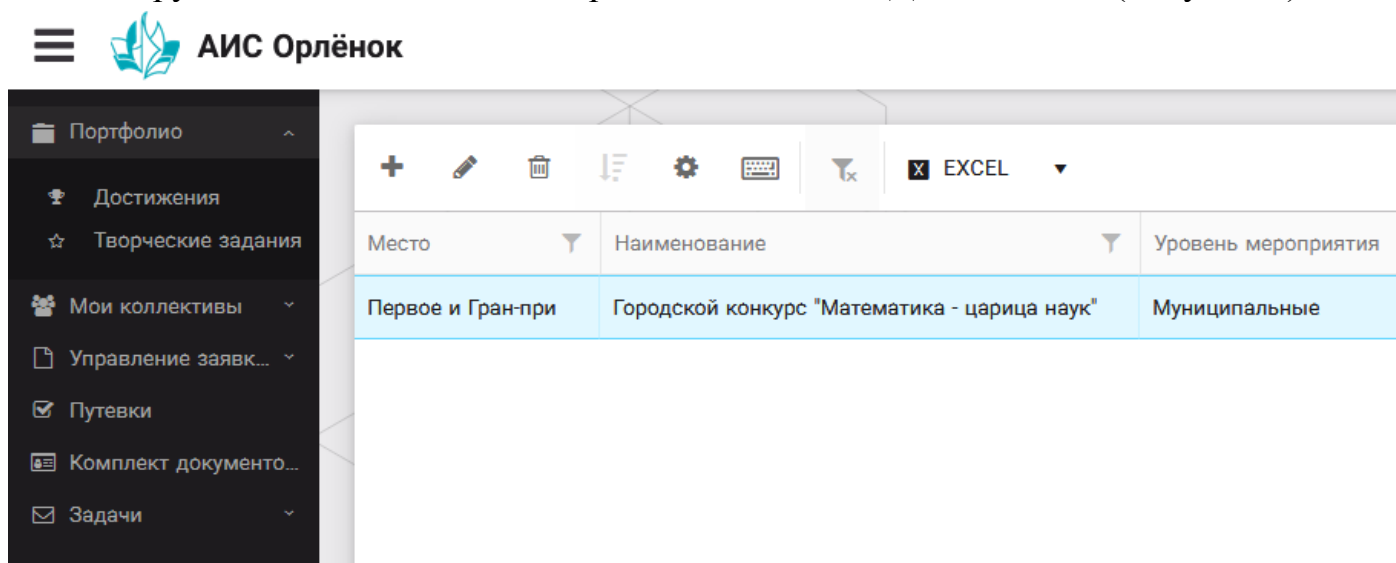 АИС Орлёнок
Портфолио
Достижения
Творческие задания
Мои коллективы
Управление заявк...
Путевки
Комплект документо...
Задачи
X EXCEL
Место Наименование Уровень мероприятия
Первое и Гран-при Городской конкурс "Математика - царица наук" Муниципальные